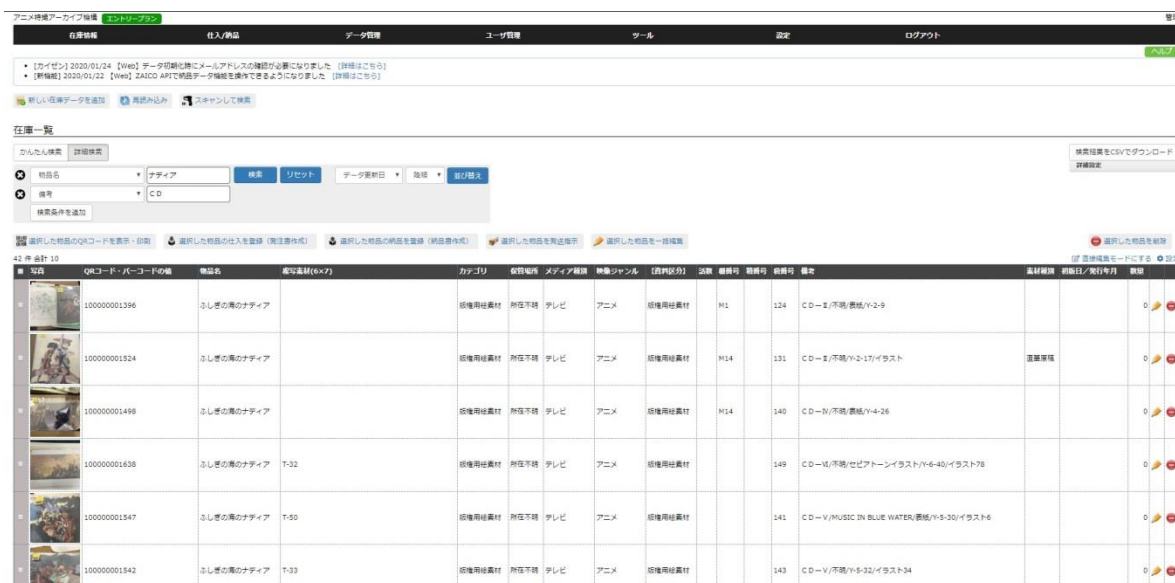 アニメ特撮アーカイブ機構 エントリープラン
在庫情報 仕入/納品 データ管理 ユーザ管理 ツール 設定 ログアウト
ヘルプ
[カイゼン] 2020/01/24 【Web】データ初期化時にメールアドレスの確認が必要になりました [詳細はこちら]
[新機能] 2020/01/22 【Web】ZAICO APIで納品データ機能を操作できるようになりました [詳細はこちら]
新しい在庫データを追加 再読み込み スキャンして検索
在庫一覧
かんたん検索 詳細検索
検索結果をCSVでダウンロード
詳細設定
物品名 ナディア 検索 リセット データ更新日 降順 並び替え
備考 CD
検索条件を追加
選択した物品のQRコードを表示・印刷 選択した物品の仕入を登録（発注書作成） 選択した物品の納品を登録（納品書作成） 選択した物品を発送指示 選択した物品を一括編集 選択した物品を削除
42 件 合計 10 直接編集モードにする
写真 QRコード・バーコードの値 物品名 複写素材(6×7) カテゴリ 保管場所 メディア種別 映像ジャンル 【資料区分】 話数 棚番号 箱番号 袋番号 備考 素材種別 初版日／発行年月 数量
100000001396 ふしぎの海のナディア 版権用絵素材 所在不明 テレビ アニメ 版権用絵素材 M1 124 CD－Ⅱ/不明/表紙/Y-2-9 0
100000001524 ふしぎの海のナディア 版権用絵素材 所在不明 テレビ アニメ 版権用絵素材 M14 131 CD－Ⅱ/不明/Y-2-17/イラスト 0
100000001498 ふしぎの海のナディア 版権用絵素材 所在不明 テレビ アニメ 版権用絵素材 M14 140 CD－Ⅳ/不明/表紙/Y-4-26 0
100000001638 ふしぎの海のナディア T-32 版権用絵素材 所在不明 テレビ アニメ 版権用絵素材 149 CD－Ⅵ/不明/セピアトーンイラスト/Y-6-40/イラスト78 0
100000001547 ふしぎの海のナディア T-50 版権用絵素材 所在不明 テレビ アニメ 版権用絵素材 141 CD－Ⅴ/MUSIC IN BLUE WATER/表紙/Y-5-30/イラスト6 0
100000001542 ふしぎの海のナディア T-33 版権用絵素材 所在不明 テレビ アニメ 版権用絵素材 143 CD－Ⅴ/不明/Y-5-32/イラスト34 0